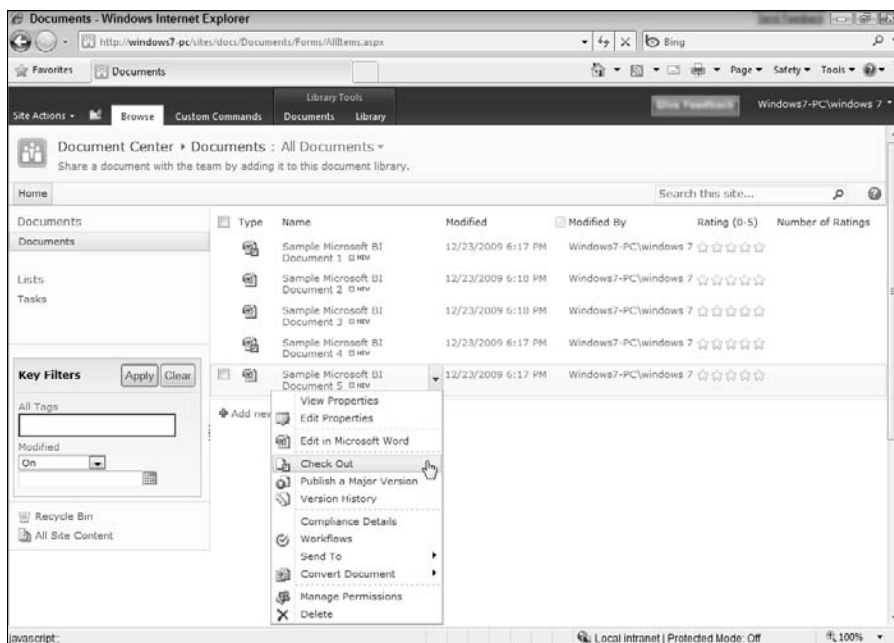 Documents - Windows Internet Explorer
http://windows7-pc/sites/docs/Documents/Forms/AllItems.aspx
Bing
Favorites
Documents
Page
Safety
Tools
Library Tools
Site Actions
Browse
Custom Commands
Documents
Library
Windows7-PC\windows 7
Document Center
Documents : All Documents
Share a document with the team by adding it to this document library.
Home
Search this site...
Documents
Documents
Lists
Tasks
Type Name Modified Modified By Rating (0-5) Number of Ratings
Sample Microsoft BI 12/23/2009 6:17 PM Windows7-PC\windows 7
Document 1 NEW
Sample Microsoft BI 12/23/2009 6:18 PM Windows7-PC\windows 7
Document 2 NEW
Sample Microsoft BI 12/23/2009 6:18 PM Windows7-PC\windows 7
Document 3 NEW
Sample Microsoft BI 12/23/2009 6:17 PM Windows7-PC\windows 7
Document 4 NEW
Sample Microsoft BI 12/23/2009 6:17 PM Windows7-PC\windows 7
Document 5 NEW
Key Filters
Apply
Clear
All Tags
Modified
On
Recycle Bin
All Site Content
Add new
View Properties
Edit Properties
Edit in Microsoft Word
Check Out
Publish a Major Version
Version History
Compliance Details
Workflows
Send To
Convert Document
Manage Permissions
Delete
javascript:;
Local intranet | Protected Mode: Off
100%